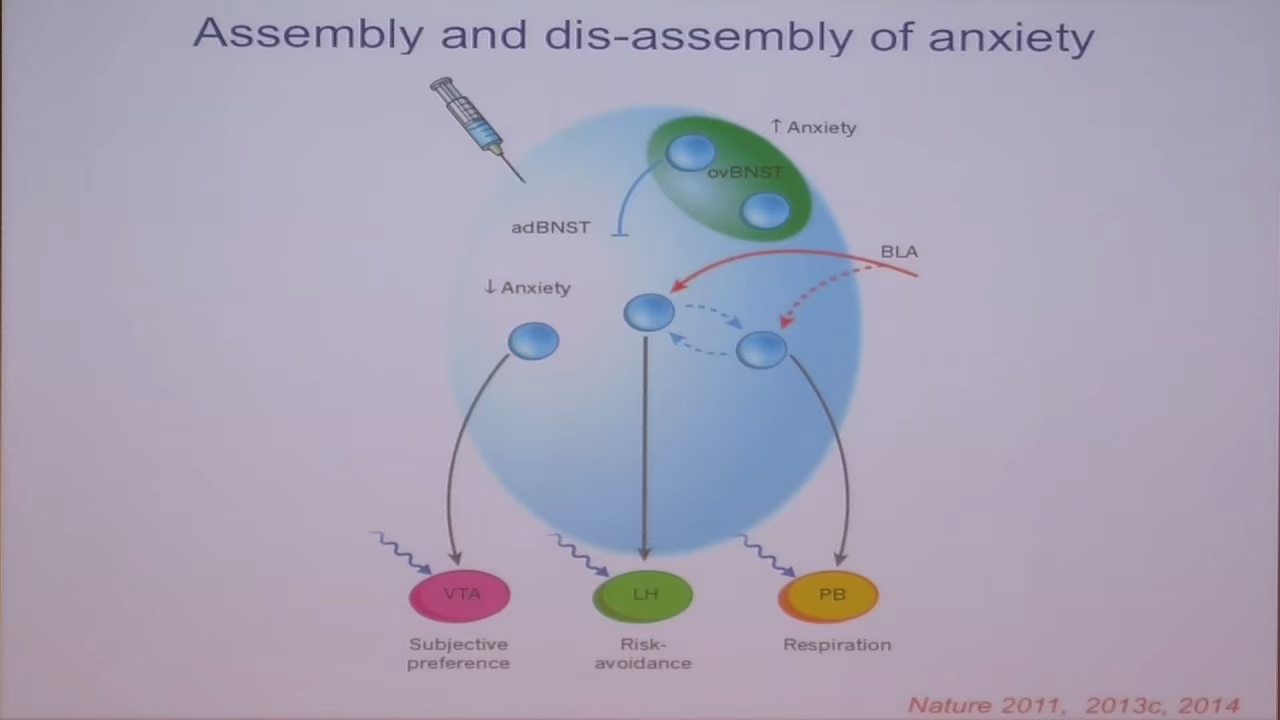 Assembly and dis-assembly of anxiety
↑ Anxiety
ovBNST
adBNST
BLA
↓ Anxiety
VTA
LH
PB
Subjective
preference
Risk-
avoidance
Respiration
Nature 2011, 2013c, 2014